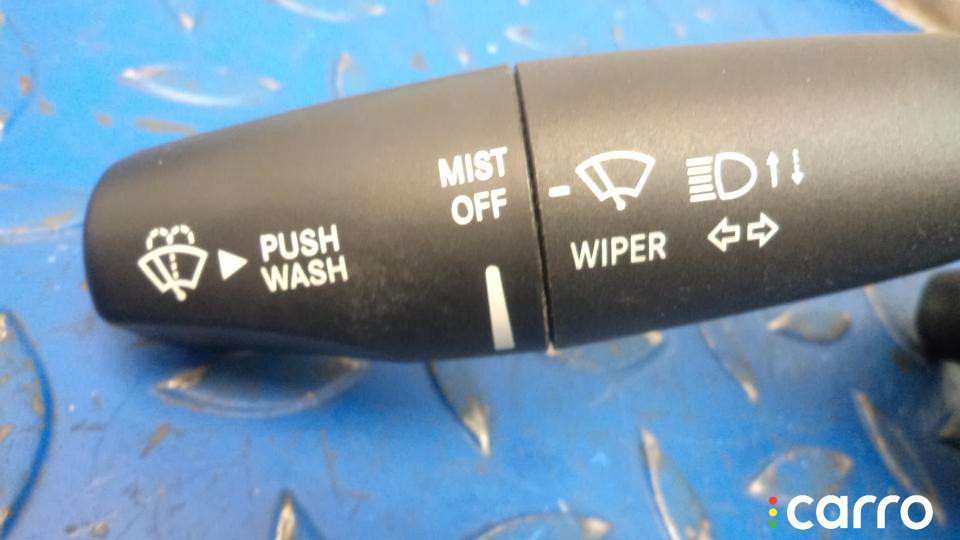 MIST
OFF
PUSH
WASH
WIPER
carro